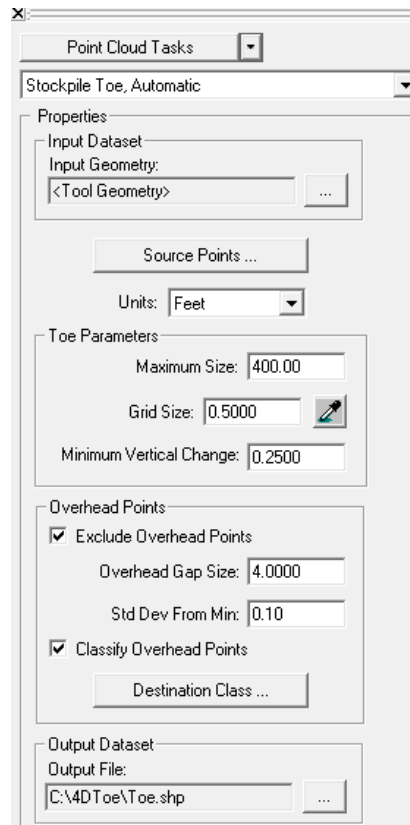 Point Cloud Tasks
Stockpile Toe, Automatic
Properties
Input Dataset
Input Geometry:
<Tool Geometry> ...
Source Points ...
Units: Feet
Toe Parameters
Maximum Size: 400.00
Grid Size: 0.5000
Minimum Vertical Change: 0.2500
Overhead Points
Exclude Overhead Points
Overhead Gap Size: 4.0000
Std Dev From Min: 0.10
Classify Overhead Points
Destination Class ...
Output Dataset
Output File:
C:\4DToe\Toe.shp ...